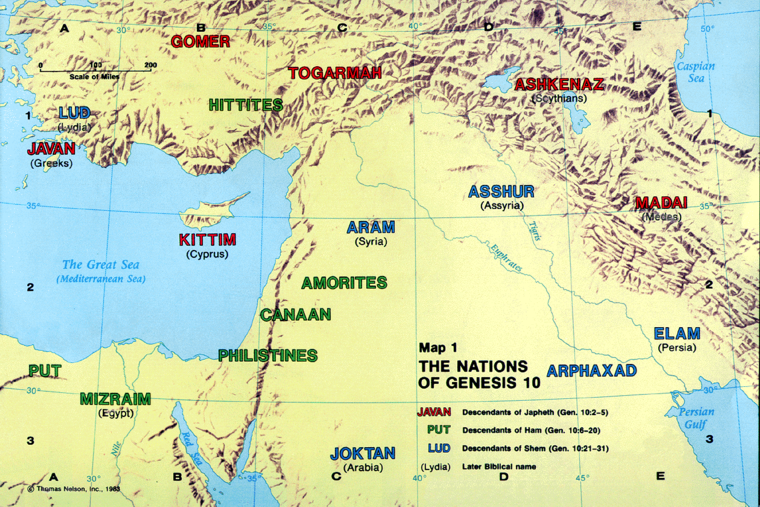 A B C D E 50°
GOMER
0 100 200
Scale of Miles
TOGARMAH
Caspian
Sea
ASHKENAZ
(Scythians)
HITTITES
1 LUD 1
(Lydia)
JAVAN
(Greeks)
ASSHUR
(Assyria)
MADAI
(Medes)
35° 35°
ARAM
(Syria)
KITTIM
(Cyprus)
Tigris
Euphrates
The Great Sea
(Mediterranean Sea)
2 2
AMORITES
CANAAN
PHILISTINES
ELAM
(Persia)
Map 1
THE NATIONS
OF GENESIS 10
ARPHAXAD
PUT
30° 30°
MIZRAIM
(Egypt)
JAVAN Descendants of Japheth (Gen. 10:2–5)
PUT Descendants of Ham (Gen. 10:6–20)
LUD Descendants of Shem (Gen. 10:21–31)
(Lydia) Later Biblical name
Persian
Gulf
3 3
Nile
Red Sea
JOKTAN
(Arabia)
A 30° B 35° C 40° D 45° E
© Thomas Nelson, Inc., 1983